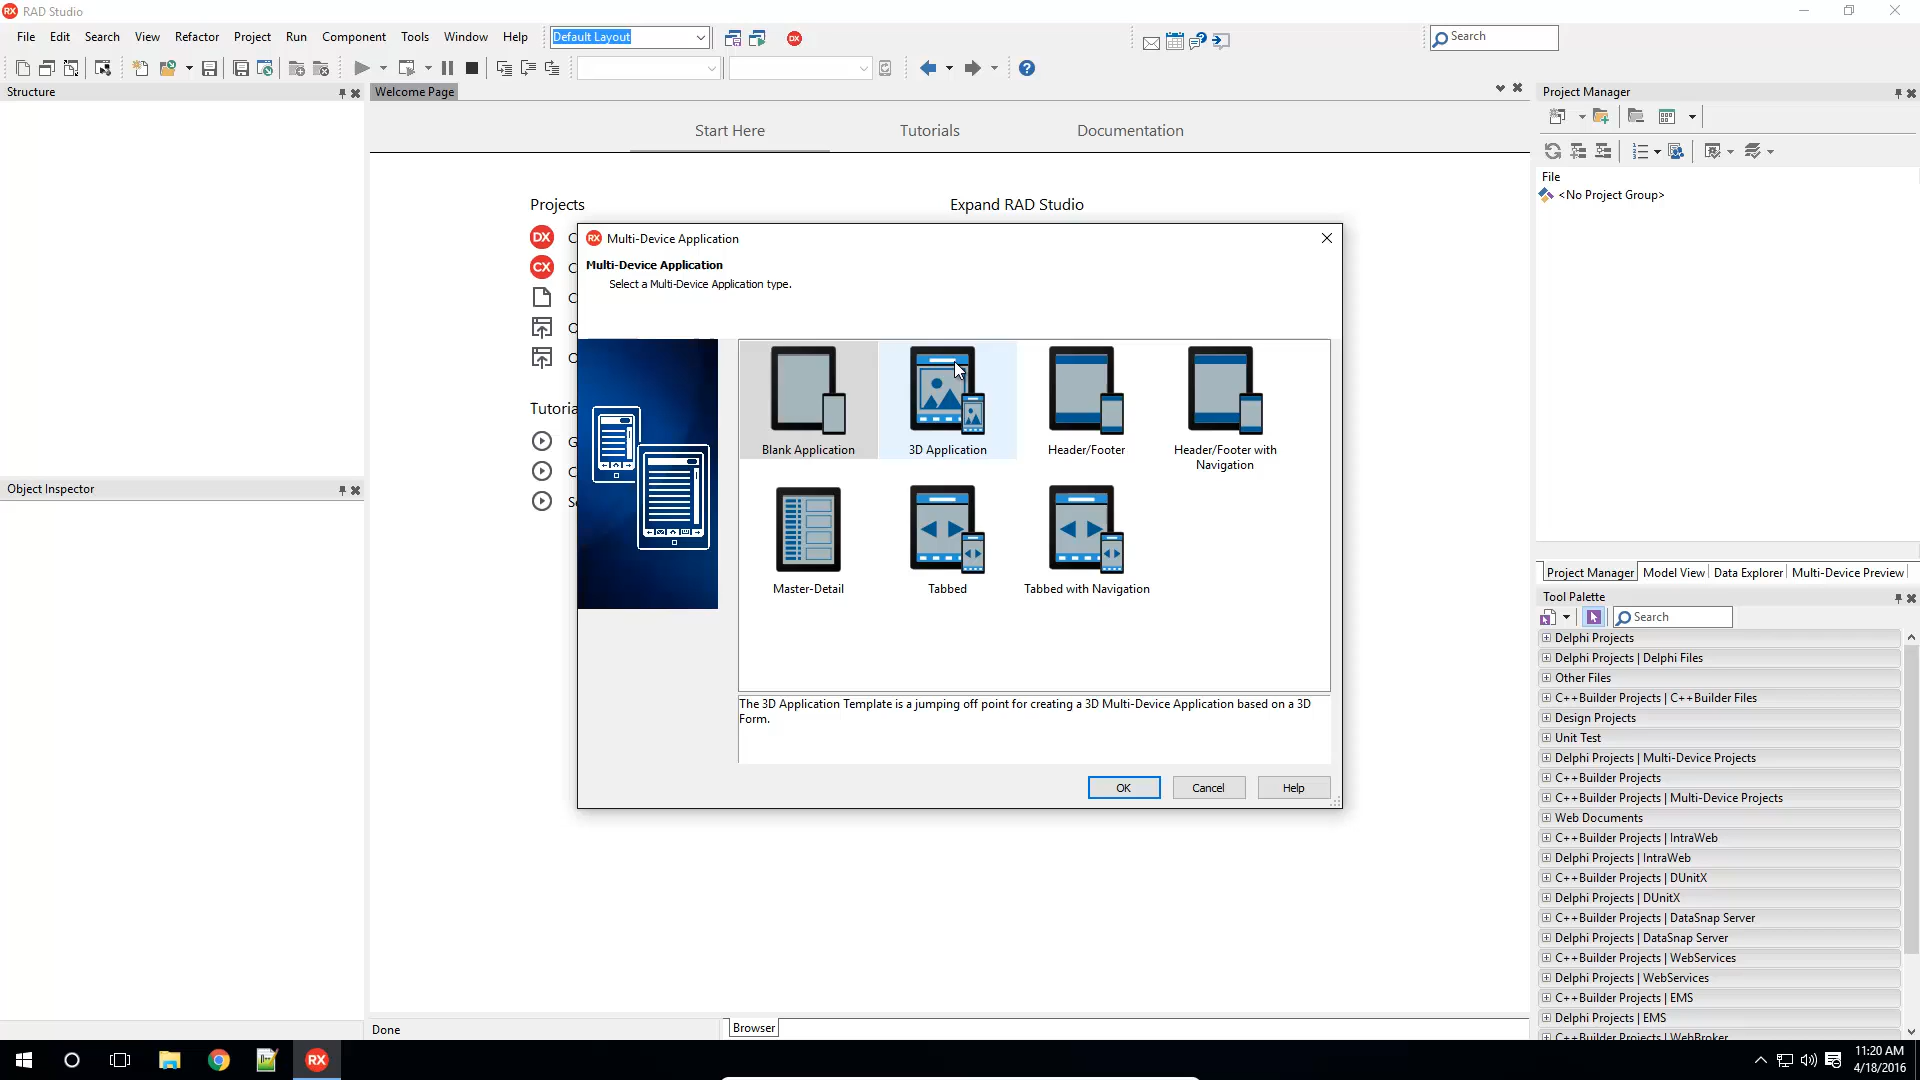 RAD Studio
File Edit Search View Refactor Project Run Component Tools Window Help Default Layout Search
Structure
Welcome Page
Project Manager
Start Here Tutorials Documentation
File
<No Project Group>
Projects
Expand RAD Studio
Multi-Device Application
Multi-Device Application
Select a Multi-Device Application type.
Blank Application
3D Application
Header/Footer
Header/Footer with
Navigation
Object Inspector
Master-Detail
Tabbed
Tabbed with Navigation
The 3D Application Template is a jumping off point for creating a 3D Multi-Device Application based on a 3D
Form.
OK Cancel Help
Project Manager Model View Data Explorer Multi-Device Preview
Tool Palette
Search
Delphi Projects
Delphi Projects | Delphi Files
Other Files
C++Builder Projects | C++Builder Files
Design Projects
Unit Test
Delphi Projects | Multi-Device Projects
C++Builder Projects
C++Builder Projects | Multi-Device Projects
Web Documents
C++Builder Projects | IntraWeb
Delphi Projects | IntraWeb
C++Builder Projects | DUnitX
Delphi Projects | DUnitX
C++Builder Projects | DataSnap Server
Delphi Projects | DataSnap Server
C++Builder Projects | WebServices
Delphi Projects | WebServices
C++Builder Projects | EMS
Delphi Projects | EMS
C++Builder Projects | WebBroker
Done
Browser
11:20 AM
4/18/2016